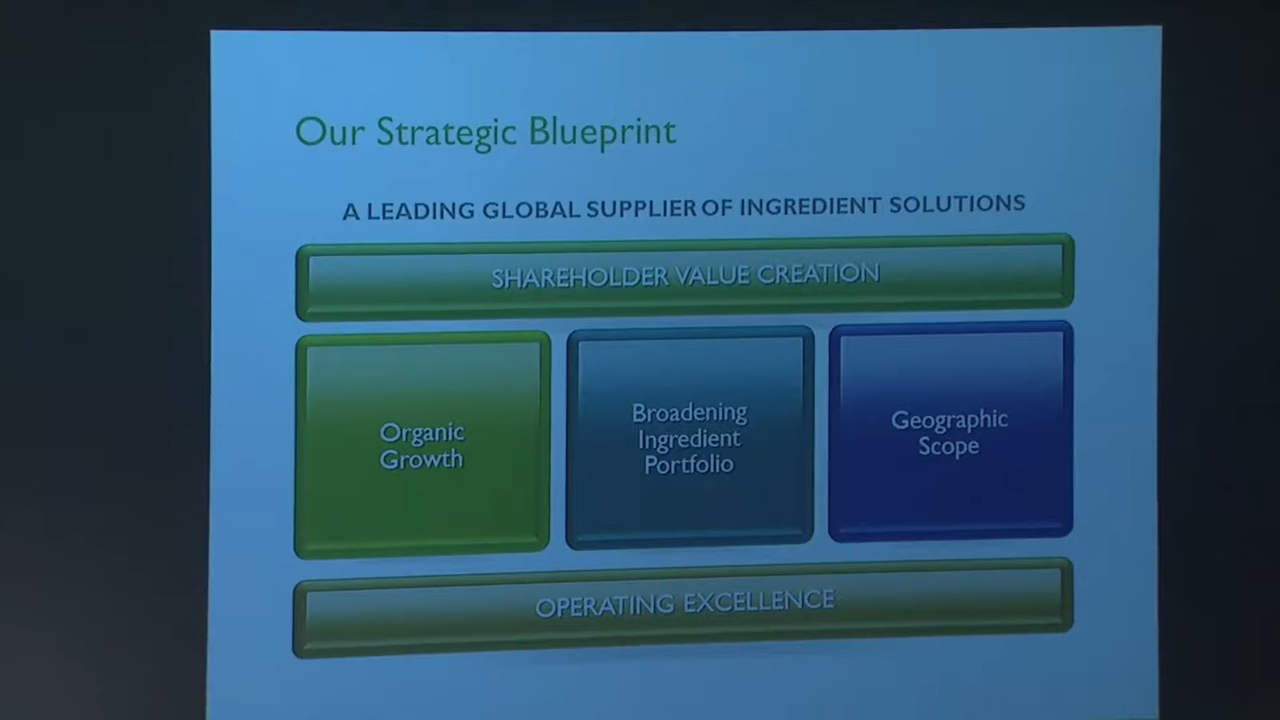 Our Strategic Blueprint
A LEADING GLOBAL SUPPLIER OF INGREDIENT SOLUTIONS
SHAREHOLDER VALUE CREATION
Organic
Growth
Broadening
Ingredient
Portfolio
Geographic
Scope
OPERATING EXCELLENCE